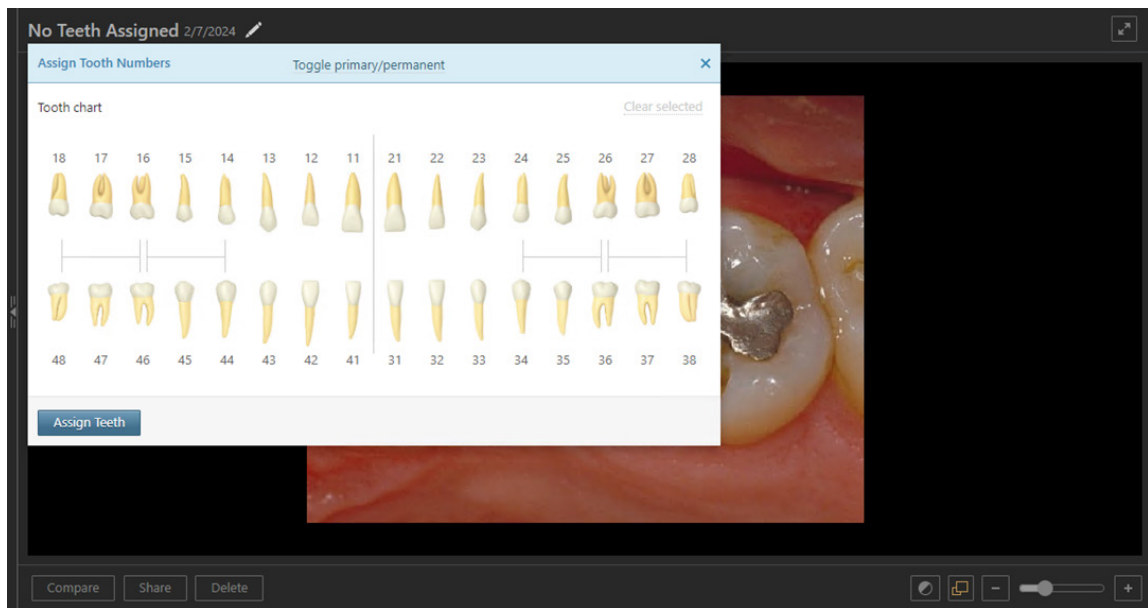 No Teeth Assigned 2/7/2024
Assign Tooth Numbers Toggle primary/permanent ×
Tooth chart Clear selected
18 17 16 15 14 13 12 11 21 22 23 24 25 26 27 28
48 47 46 45 44 43 42 41 31 32 33 34 35 36 37 38
Assign Teeth
Compare Share Delete